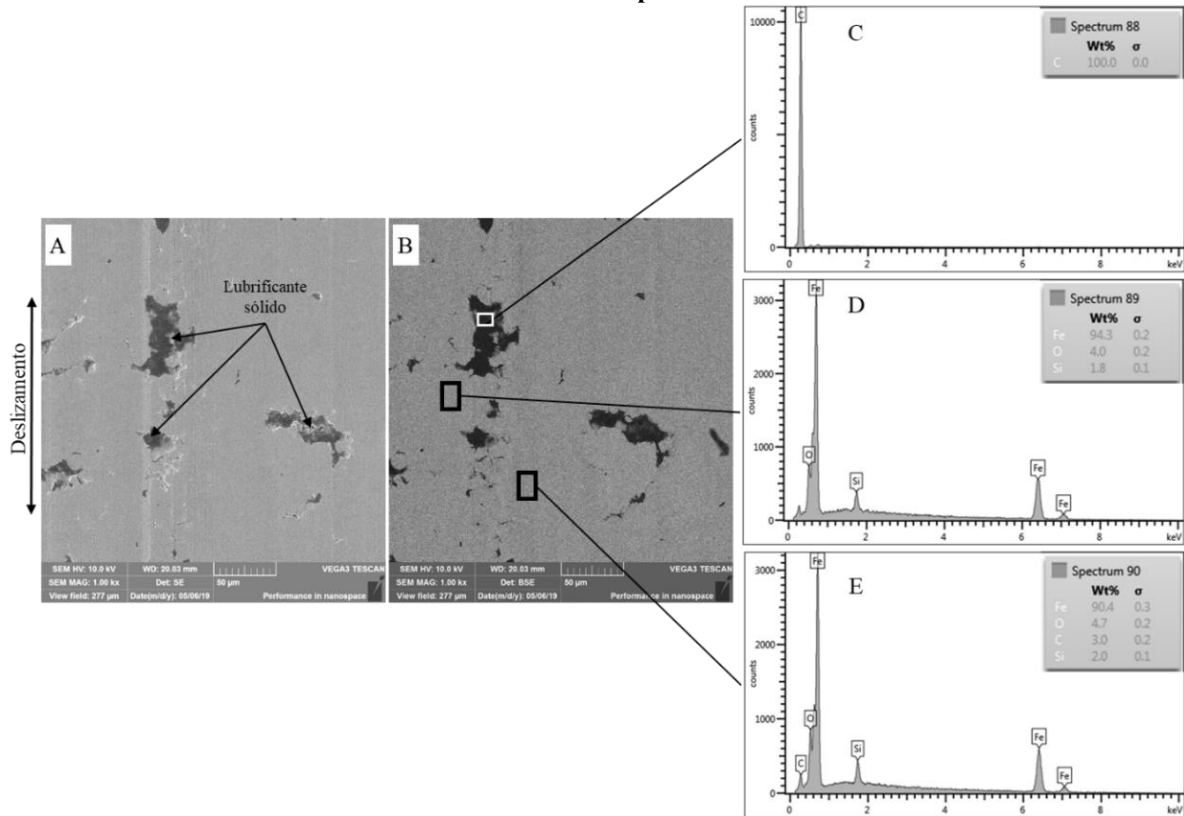 p
C
Spectrum 88
Wt% σ
C 100.0 0.0
C
10000
counts
0
0 2 4 6 8 keV
A
Lubrificante
sólido
Deslizamento
SEM HV: 10.0 kV WD: 20.03 mm VEGA3 TESCAN
SEM MAG: 1.00 kx Det: SE 50 µm
View field: 277 µm Date(m/d/y): 05/06/19 Performance in nanospace
B
SEM HV: 10.0 kV WD: 20.03 mm VEGA3 TESCAN
SEM MAG: 1.00 kx Det: BSE 50 µm
View field: 277 µm Date(m/d/y): 05/06/19 Performance in nanospace
D
Spectrum 89
Wt% σ
Fe 94.3 0.2
O 4.0 0.2
Si 1.8 0.1
Fe
O
Si
Fe
Fe
3000
2000
1000
0
counts
0 2 4 6 8 keV
E
Spectrum 90
Wt% σ
Fe 90.4 0.3
O 4.7 0.2
C 3.0 0.2
Si 2.0 0.1
Fe
O
C
Si
Fe
Fe
3000
2000
1000
0
counts
0 2 4 6 8 keV